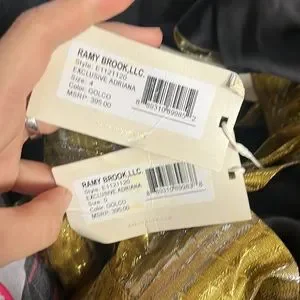 RAMY BROOK,LLC.
Style: E1121120
EXCLUSIVE ADRIANA
Size: 4
Color: GOLCO
MSRP: 395.00
RAMY BROOK,LLC.
Style: E1121120
EXCLUSIVE ADRIANA
Size: S
Color: GOLCO
MSRP: 395.00